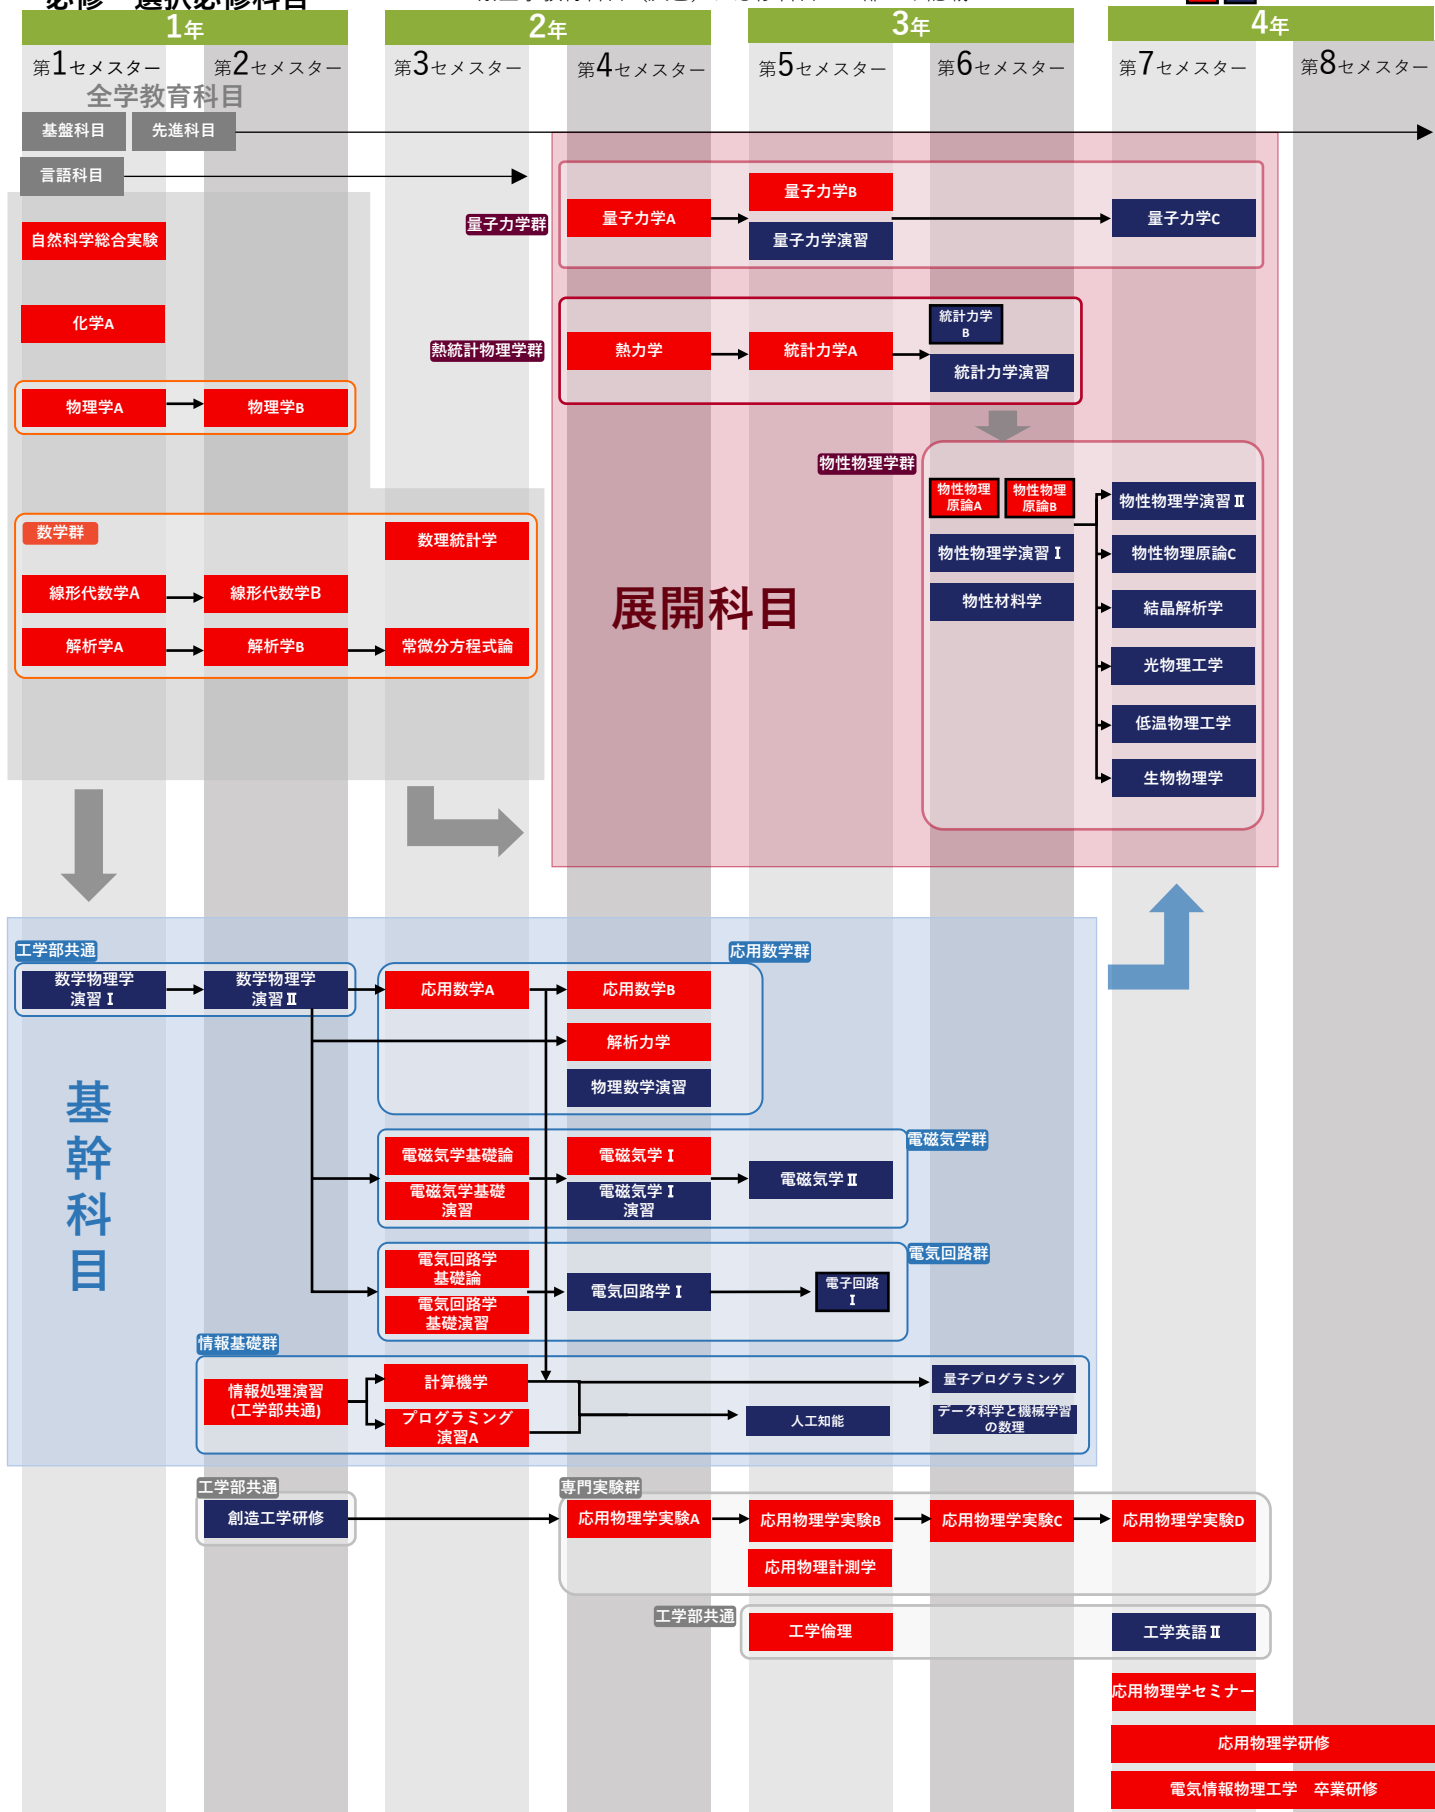 必修・選択必修科目
1年
2年
3年
4年
第1セメスター
第2セメスター
第3セメスター
第4セメスター
第5セメスター
第6セメスター
第7セメスター
第8セメスター
全学教育科目
基盤科目
先進科目
言語科目
自然科学総合実験
化学A
物理学A
物理学B
数学群
数理統計学
線形代数学A
線形代数学B
解析学A
解析学B
常微分方程式論
展開科目
量子力学群
量子力学A
量子力学B
量子力学演習
量子力学C
熱統計物理学群
熱力学
統計力学A
統計力学
B
統計力学演習
物性物理学群
物性物理
原論A
物性物理
原論B
物性物理学演習Ⅰ
物性材料学
物性物理学演習Ⅱ
物性物理原論C
結晶解析学
光物理工学
低温物理工学
生物物理学
基
幹
科
目
工学部共通
数学物理学
演習Ⅰ
数学物理学
演習Ⅱ
応用数学群
応用数学A
応用数学B
解析力学
物理数学演習
電磁気学群
電磁気学基礎論
電磁気学基礎
演習
電磁気学Ⅰ
電磁気学Ⅰ
演習
電磁気学Ⅱ
電気回路群
電気回路学
基礎論
電気回路学
基礎演習
電気回路学Ⅰ
電子回路
Ⅰ
情報基礎群
情報処理演習
(工学部共通)
計算機学
プログラミング
演習A
人工知能
量子プログラミング
データ科学と機械学習
の数理
工学部共通
創造工学研修
専門実験群
応用物理学実験A
応用物理学実験B
応用物理学実験C
応用物理学実験D
応用物理計測学
工学部共通
工学倫理
工学英語Ⅱ
応用物理学セミナー
応用物理学研修
電気情報物理工学　卒業研修